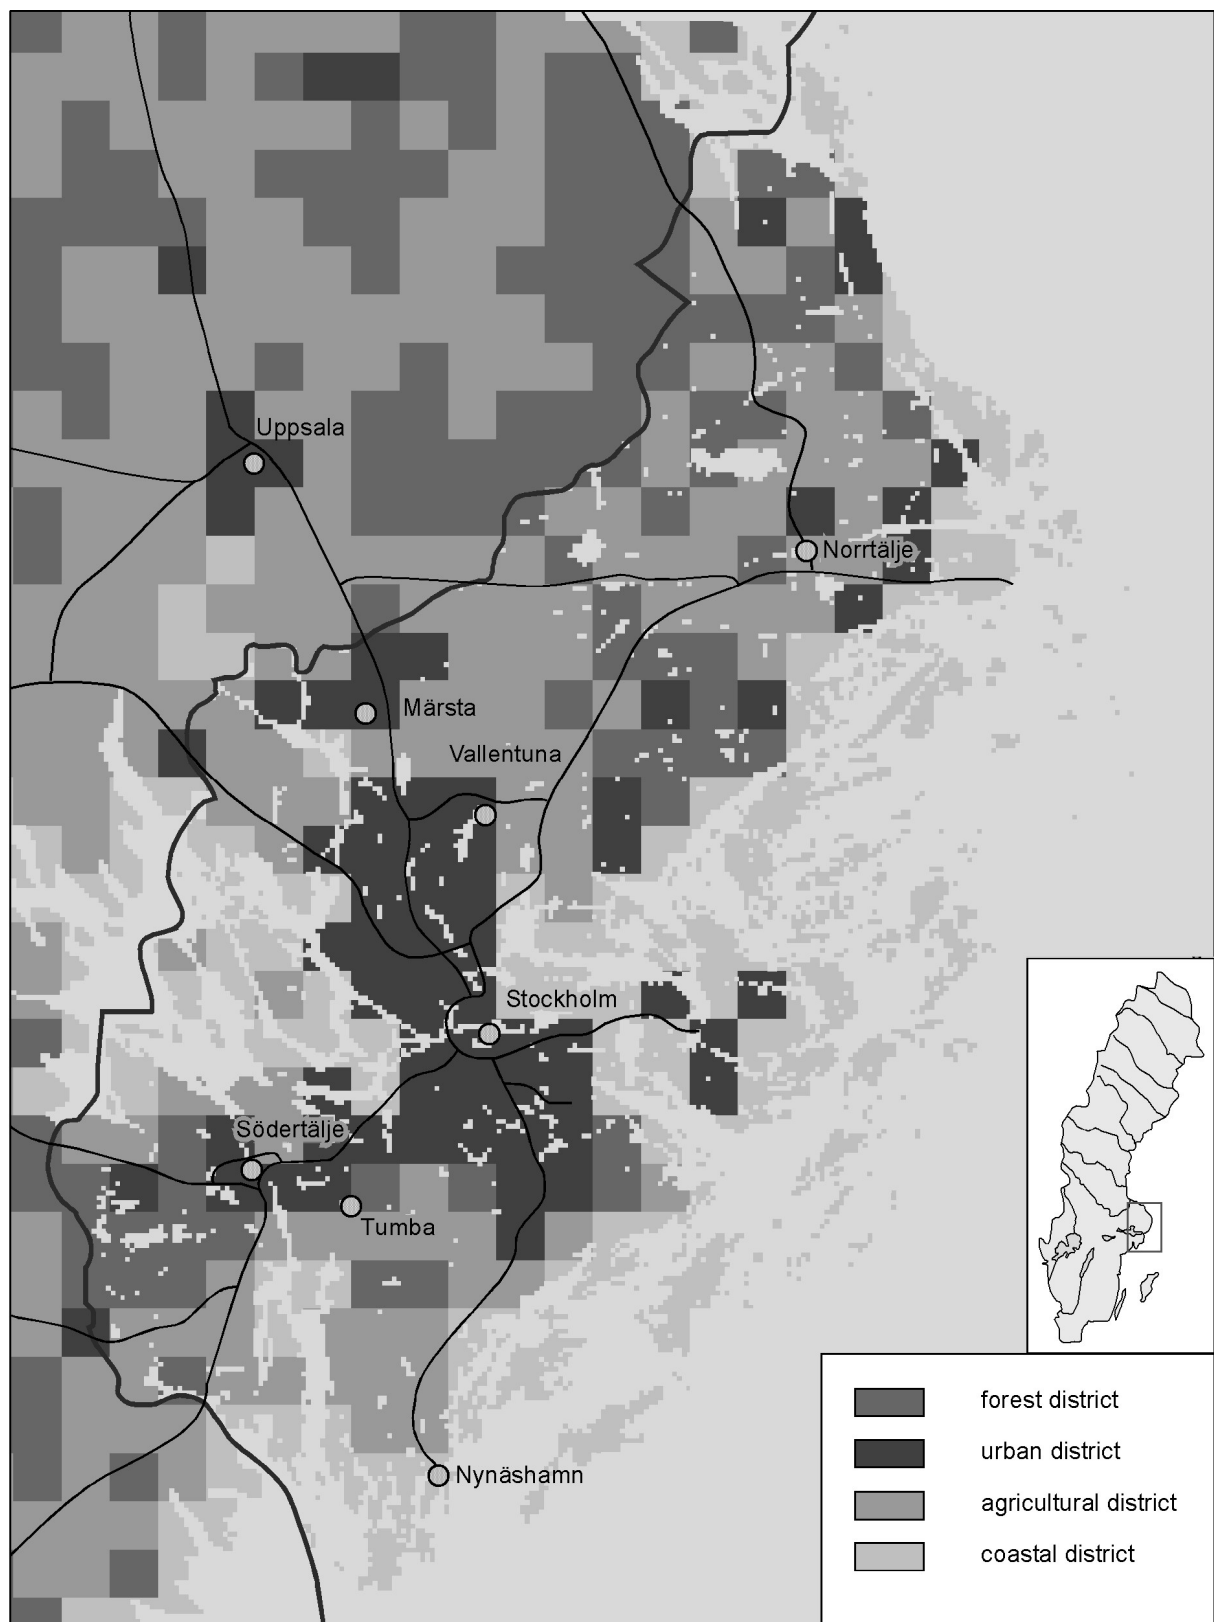 Uppsala
Norrtälje
Märsta
Vallentuna
Stockholm
Södertälje
Tumba
Nynäshamn
forest district
urban district
agricultural district
coastal district